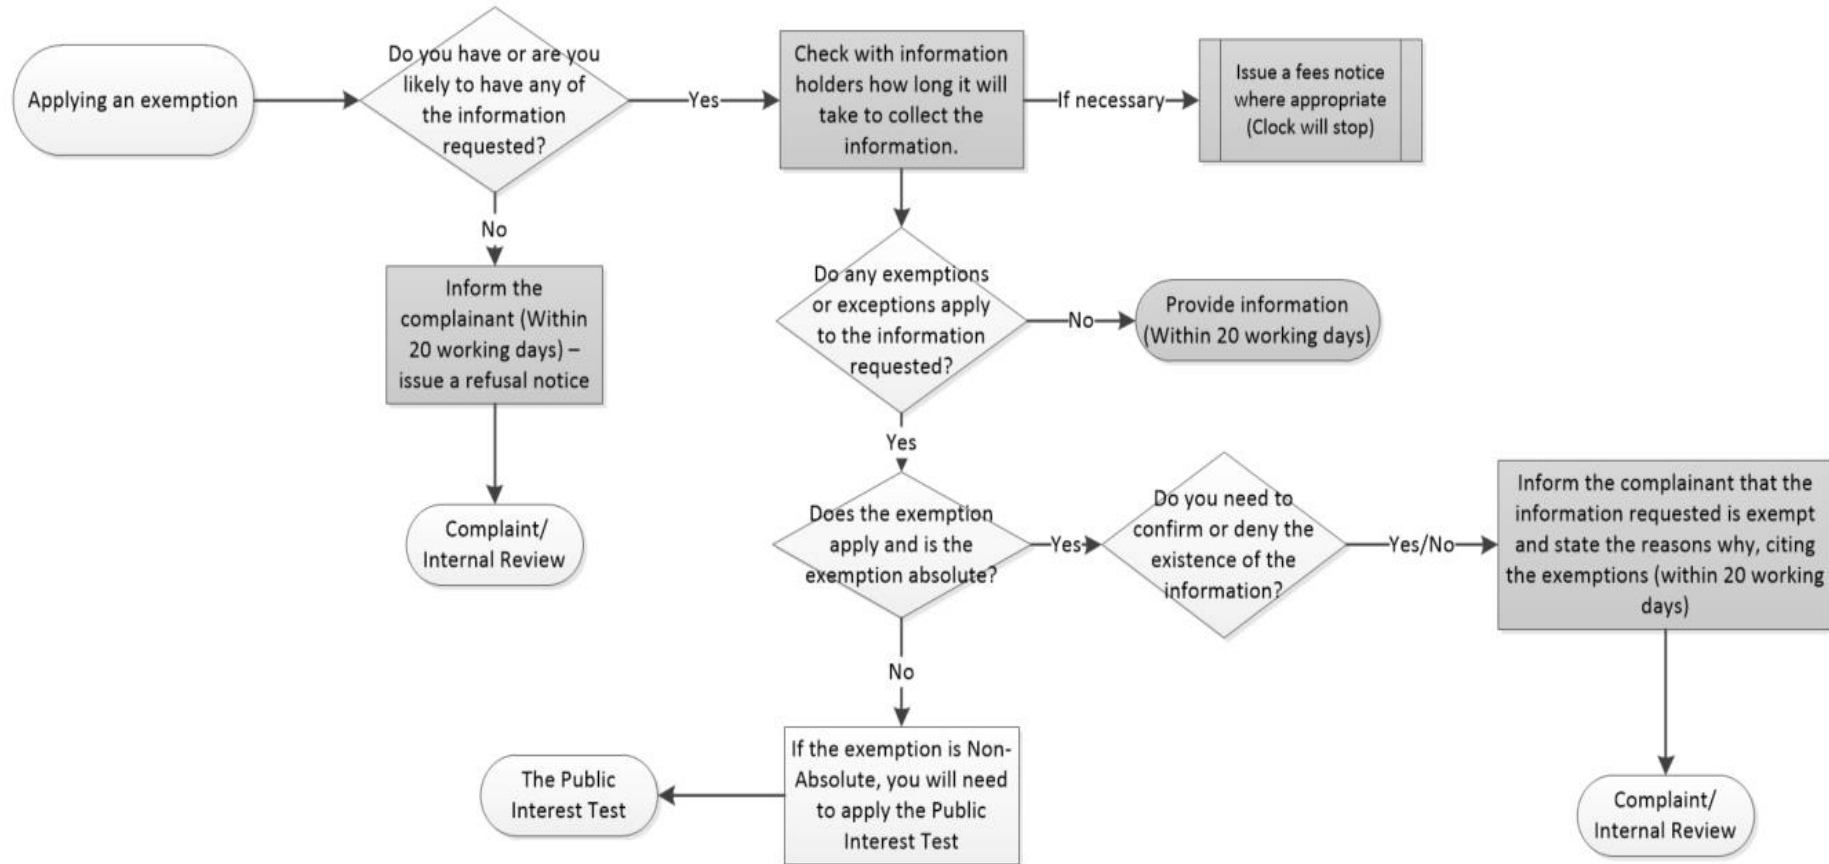 Applying an exemption
Do you have or are you
likely to have any of
the information
requested?
Yes
Check with information
holders how long it will
take to collect the
information.
If necessary
Issue a fees notice
where appropriate
(Clock will stop)
No
Inform the
complainant (Within
20 working days) –
issue a refusal notice
Complaint/
Internal Review
Do any exemptions
or exceptions apply
to the information
requested?
No
Provide information
(Within 20 working days)
Yes
Does the exemption
apply and is the
exemption absolute?
Yes
Do you need to
confirm or deny the
existence of the
information?
Yes/No
Inform the complainant that the
information requested is exempt
and state the reasons why, citing
the exemptions (within 20 working
days)
No
If the exemption is Non-
Absolute, you will need
to apply the Public
Interest Test
The Public
Interest Test
Complaint/
Internal Review